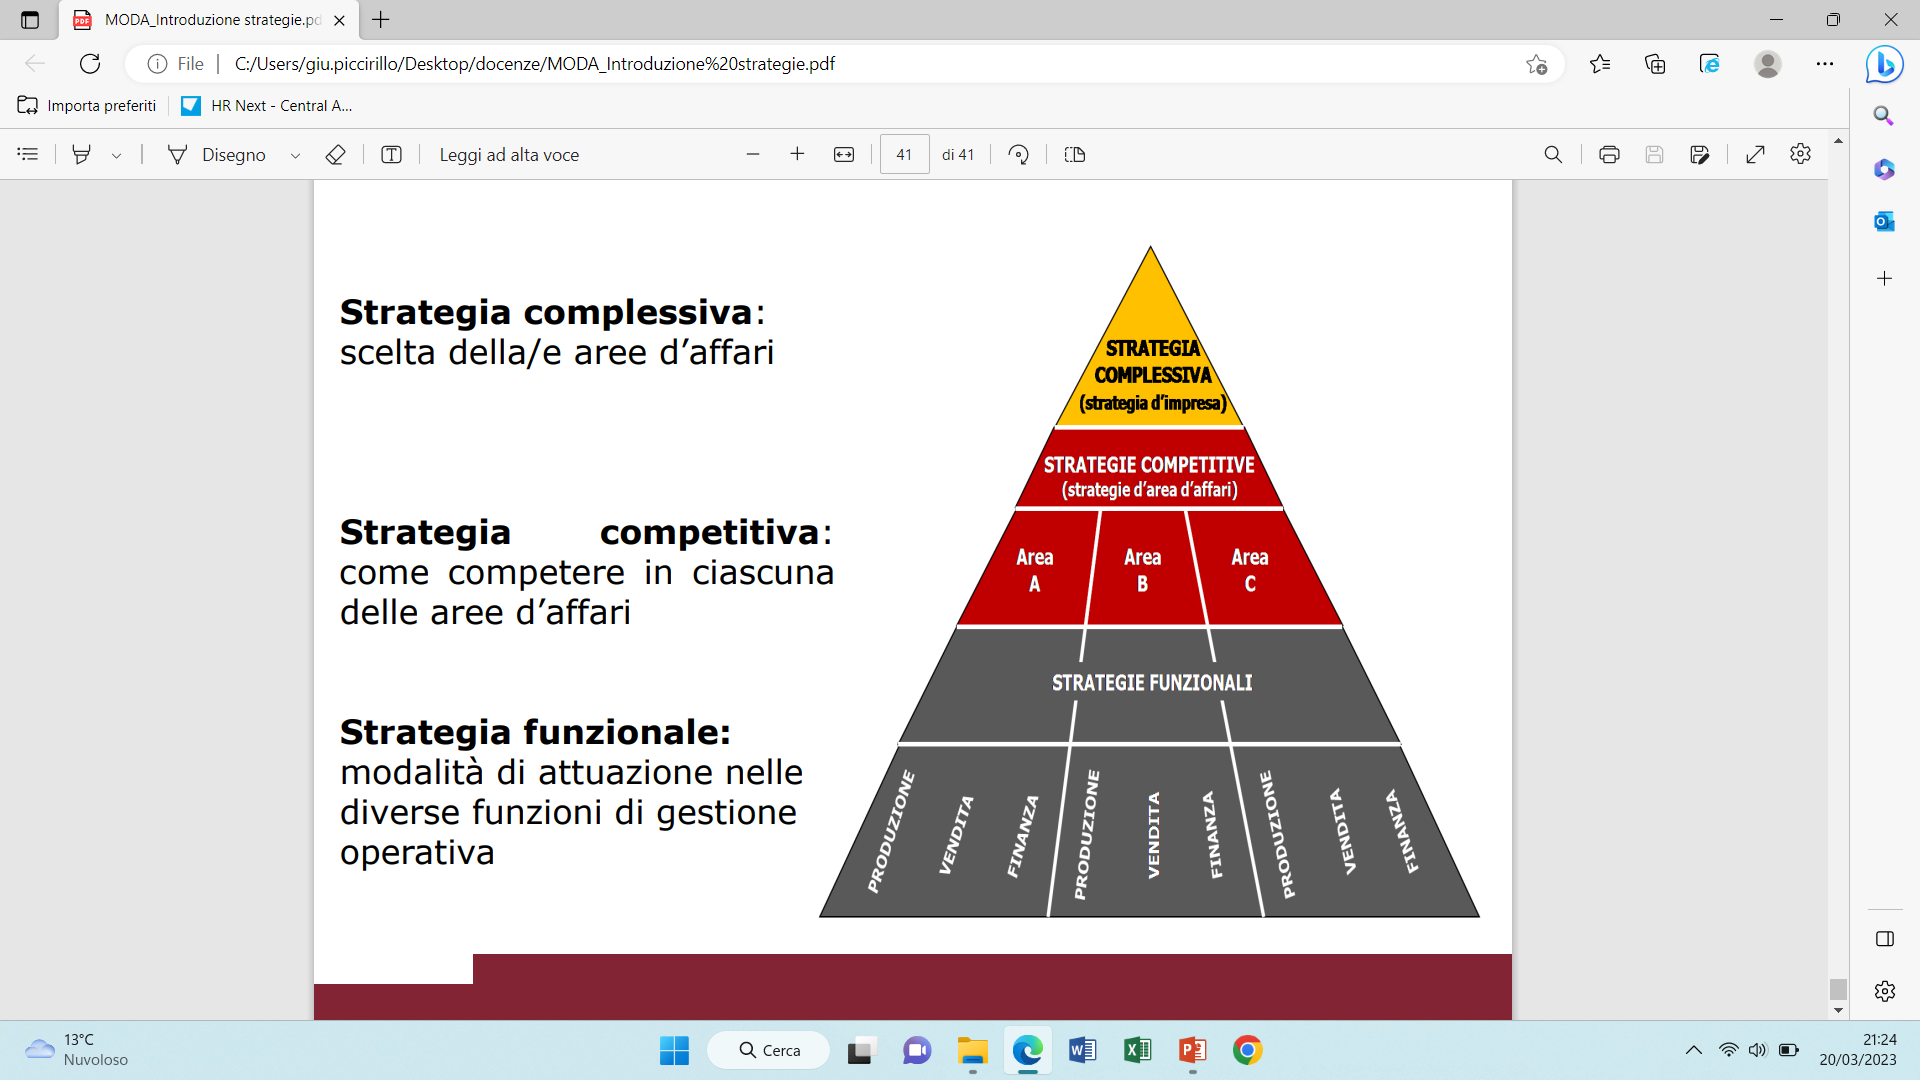 MODA_Introduzione strategie.pd
File
C:/Users/giu.piccirillo/Desktop/docenze/MODA_Introduzione%20strategie.pdf
Importa preferiti
HR Next - Central A...
Disegno
Leggi ad alta voce
41
di 41
Strategia complessiva:
scelta della/e aree d’affari
Strategia competitiva:
come competere in ciascuna
delle aree d’affari
Strategia funzionale:
modalità di attuazione nelle
diverse funzioni di gestione
operativa
STRATEGIA
COMPLESSIVA
(strategia d’impresa)
STRATEGIE COMPETITIVE
(strategie d’area d’affari)
Area
A
Area
B
Area
C
STRATEGIE FUNZIONALI
PRODUZIONE
VENDITA
FINANZA
PRODUZIONE
VENDITA
FINANZA
PRODUZIONE
VENDITA
FINANZA
13°C
Nuvoloso
Cerca
21:24
20/03/2023